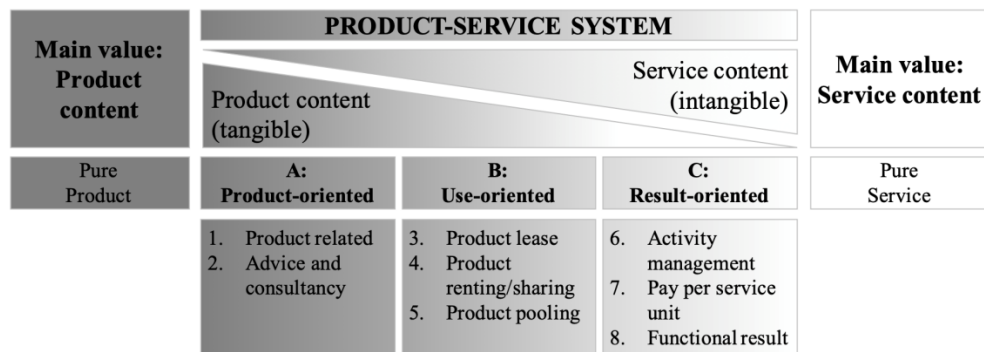 PRODUCT-SERVICE SYSTEM
Main value:
Product
content
Service content
(intangible)
Product content
(tangible)
Main value:
Service content
Pure
Product
A:
Product-oriented
B:
Use-oriented
C:
Result-oriented
Pure
Service
1. Product related
2. Advice and
consultancy
3. Product lease
4. Product
renting/sharing
5. Product pooling
6. Activity
management
7. Pay per service
unit
8. Functional result